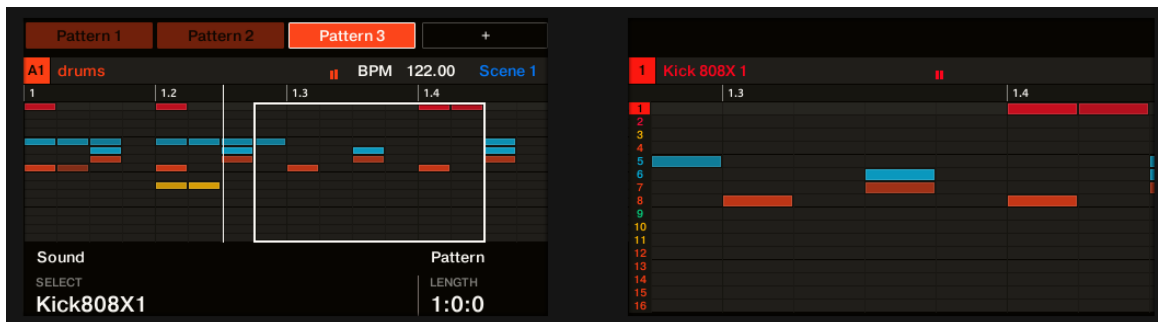 Pattern 1 Pattern 2 Pattern 3 +
A1 drums BPM 122.00 Scene 1
1 1.2 1.3 1.4
Sound Pattern
SELECT LENGTH
Kick808X1 1:0:0
1 Kick 808X 1
1.3 1.4
1
2
3
4
5
6
7
8
9
10
11
12
13
14
15
16